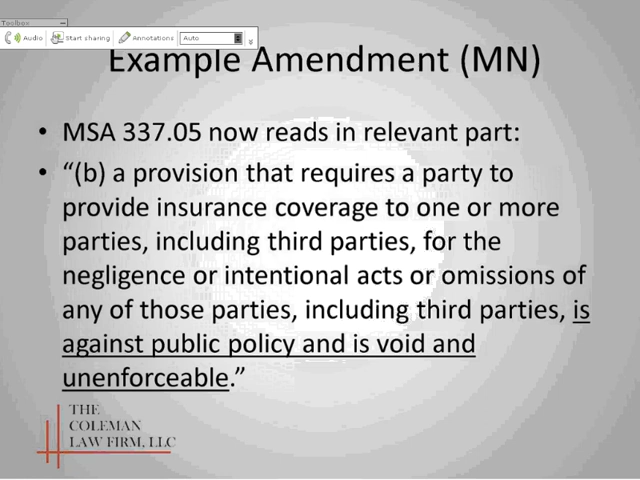 Toolbox
Audio
Start sharing
Annotations
Auto
Example Amendment (MN)
• MSA 337.05 now reads in relevant part:
• “(b) a provision that requires a party to
provide insurance coverage to one or more
parties, including third parties, for the
negligence or intentional acts or omissions of
any of those parties, including third parties, is
against public policy and is void and
unenforceable.”
THE
COLEMAN
LAW FIRM, LLC